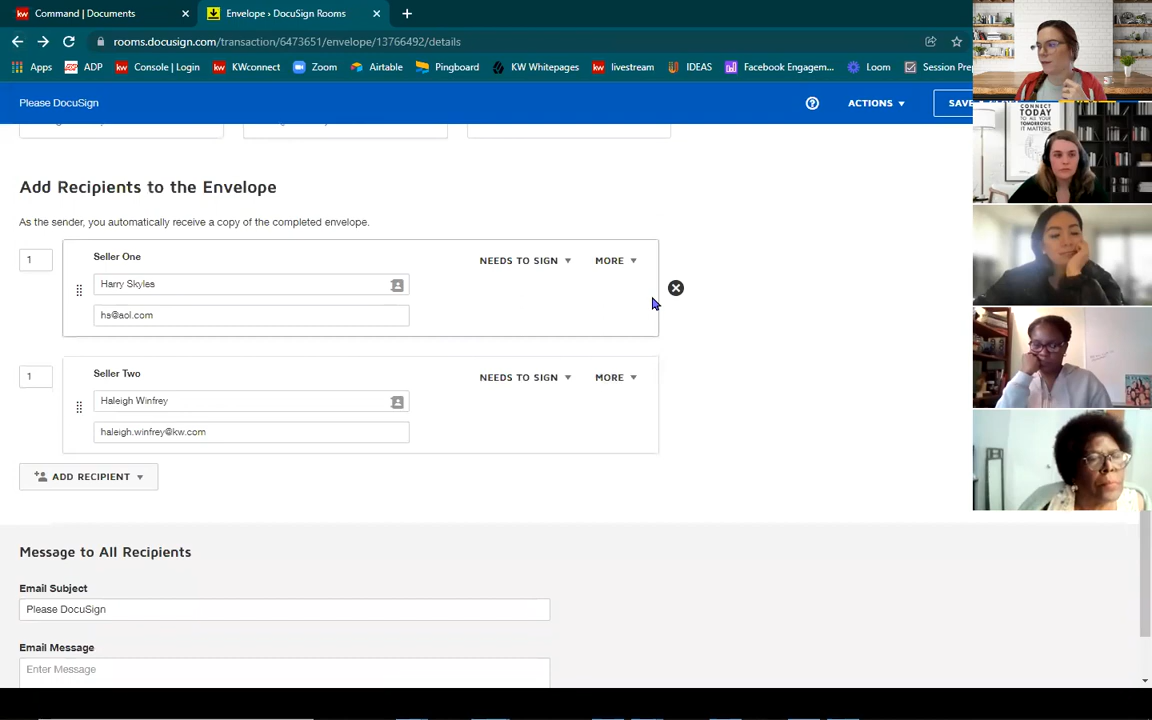 Command | Documents
Envelope › DocuSign Rooms
rooms.docusign.com/transaction/6473651/envelope/13766492/details
Apps
ADP
Console | Login
KWconnect
Zoom
Airtable
Pingboard
KW Whitepages
livestream
IDEAS
Facebook Engagem...
Loom
Session Pre
Please DocuSign
ACTIONS
SAVE
Add Recipients to the Envelope
As the sender, you automatically receive a copy of the completed envelope.
1
Seller One
NEEDS TO SIGN
MORE
Harry Skyles
hs@aol.com
1
Seller Two
NEEDS TO SIGN
MORE
Haleigh Winfrey
haleigh.winfrey@kw.com
ADD RECIPIENT
Message to All Recipients
Email Subject
Please DocuSign
Email Message
Enter Message
CONNECT
TODAY
TO ALL YOUR
TOMORROWS.
IT MATTERS.